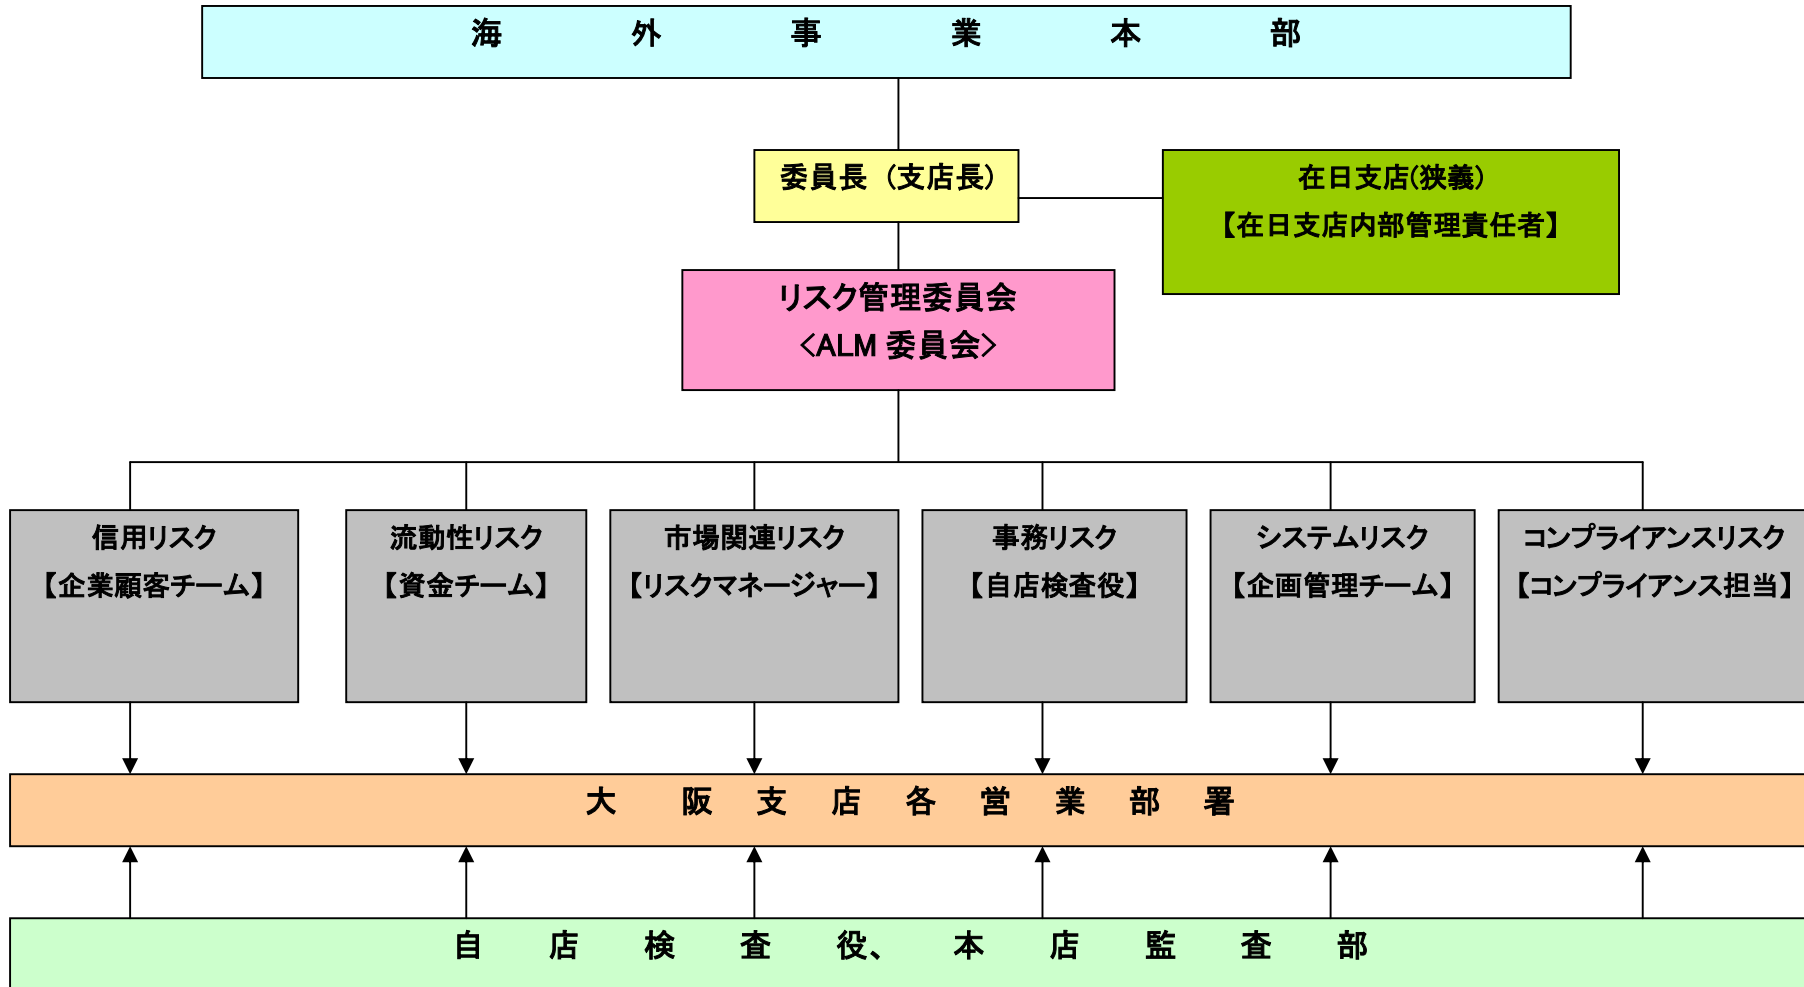 海外事業本部
委員長（支店長）
在日支店(狭義)
【在日支店内部管理責任者】
リスク管理委員会
<ALM 委員会>
信用リスク
【企業顧客チーム】
流動性リスク
【資金チーム】
市場関連リスク
【リスクマネージャー】
事務リスク
【自店検査役】
システムリスク
【企画管理チーム】
コンプライアンスリスク
【コンプライアンス担当】
大阪支店各営業部署
自店検査役、本店監査部